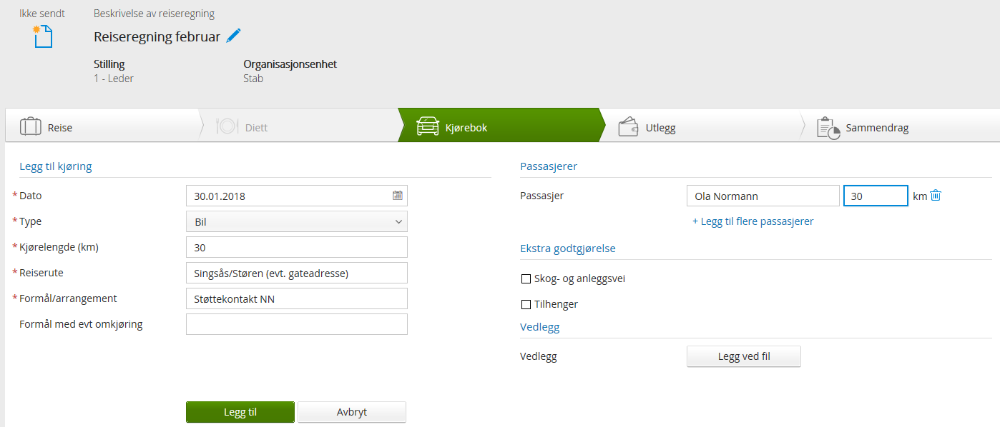 Ikke sendt
Beskrivelse av reiseregning
Reiseregning februar
Stilling
1 - Leder
Organisasjonsenhet
Stab
Reise
Diett
Kjørebok
Utlegg
Sammendrag
Legg til kjøring
* Dato 30.01.2018
* Type Bil
* Kjørelengde (km) 30
* Reiserute Singsås/Støren (evt. gateadresse)
* Formål/arrangement Støttekontakt NN
Formål med evt omkjøring
Legg til
Avbryt
Passasjerer
Passasjer Ola Normann 30 km
+ Legg til flere passasjerer
Ekstra godtgjørelse
Skog- og anleggsvei
Tilhenger
Vedlegg
Vedlegg Legg ved fil